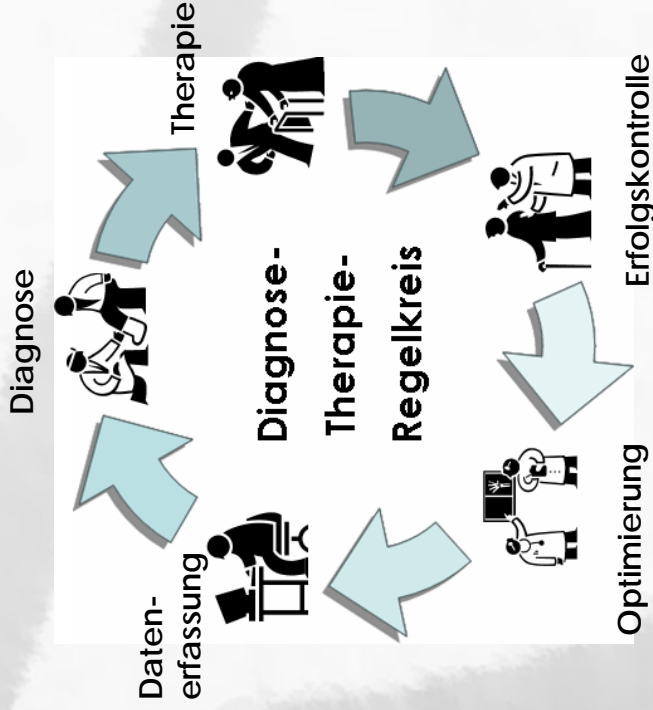 Diagnose
Therapie
Erfolgskontrolle
Optimierung
Daten-
erfassung
Diagnose-
Therapie-
Regelkreis